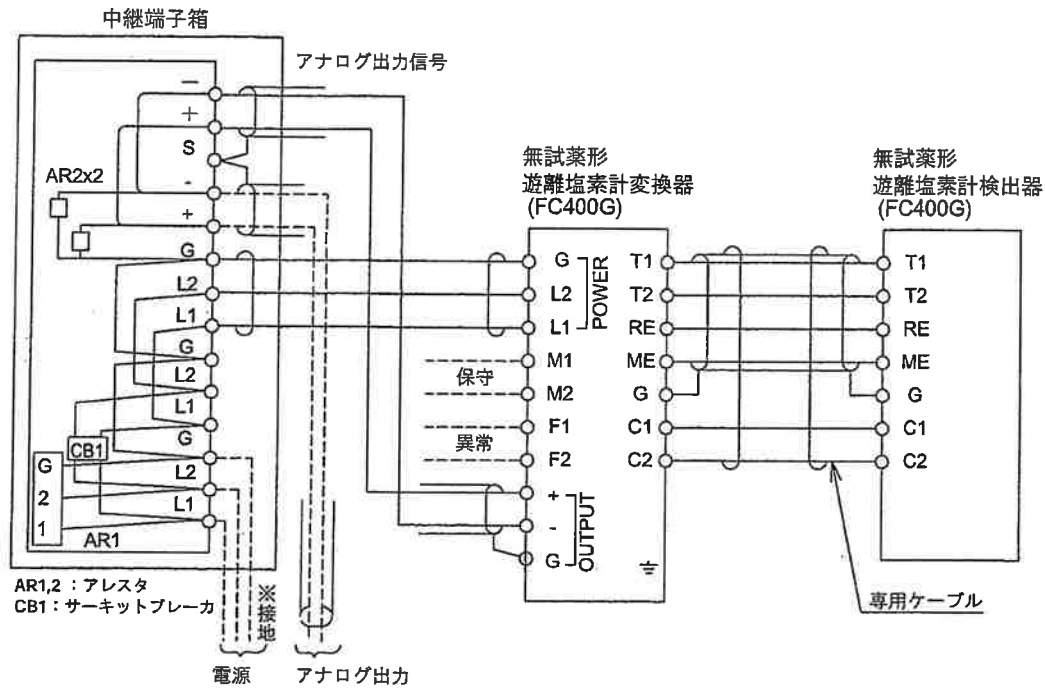 中継端子箱
アナログ出力信号
−
+
S
-
+
G
L2
L1
G
L2
L1
G
L2
L1
AR2x2
CB1
G
2
1
AR1
AR1,2 ：アレスタ
CB1：サーキットブレーカ
※接地
電源
アナログ出力
無試薬形
遊離塩素計変換器
(FC400G)
G
L2
L1
POWER
M1
M2
保守
F1
F2
異常
+
-
G
OUTPUT
T1
T2
RE
ME
G
C1
C2
無試薬形
遊離塩素計検出器
(FC400G)
T1
T2
RE
ME
G
C1
C2
専用ケーブル